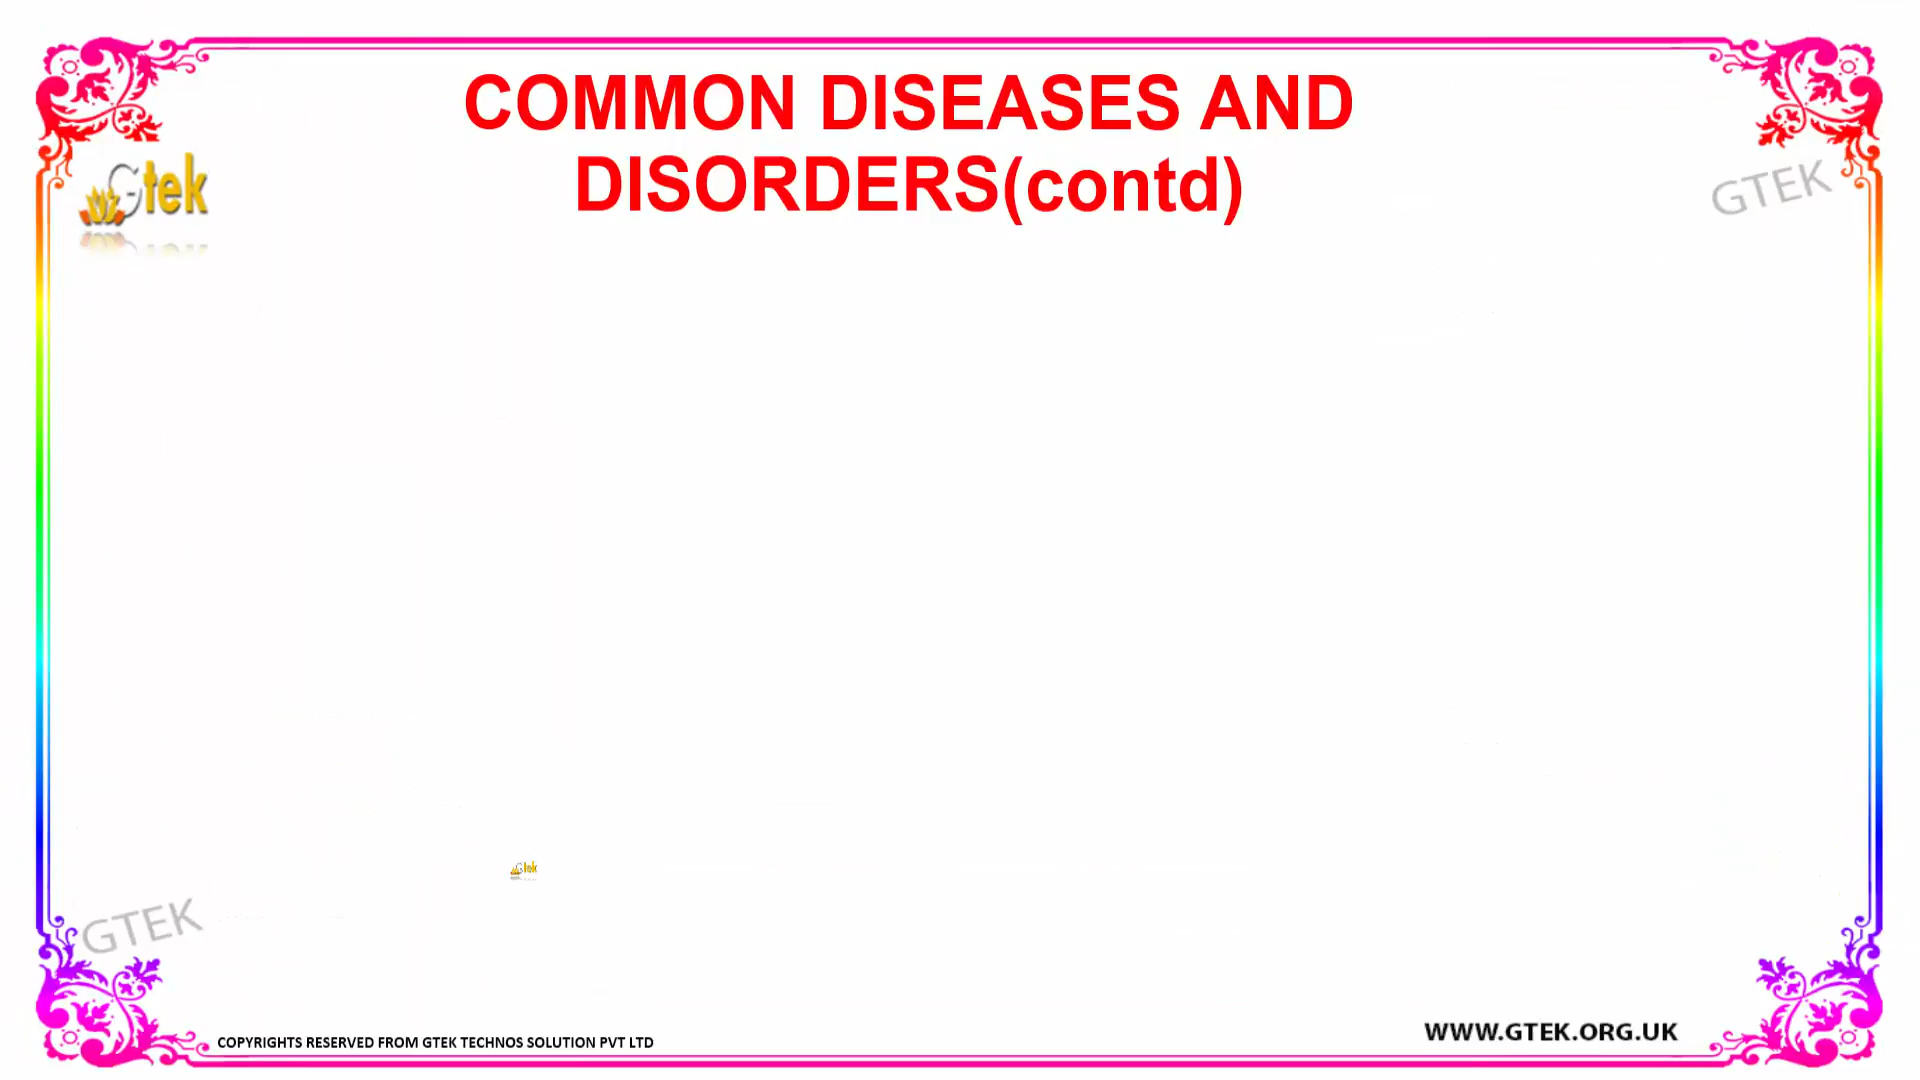 COMMON DISEASES AND
DISORDERS(contd)
Gtek
GTEK
Gtek
GTEK
COPYRIGHTS RESERVED FROM GTEK TECHNOS SOLUTION PVT LTD
WWW.GTEK.ORG.UK